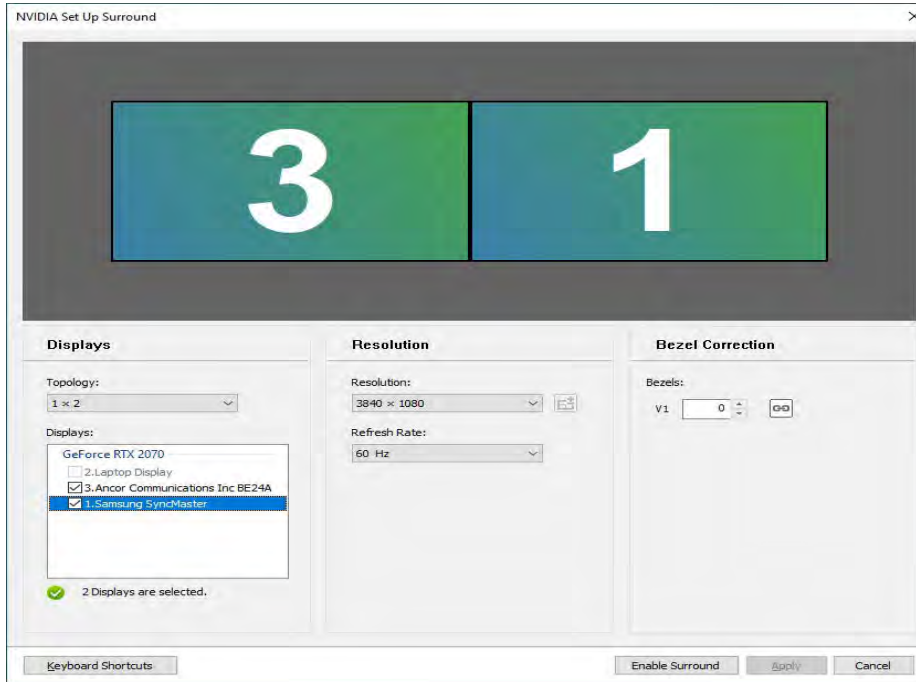 NVIDIA Set Up Surround
3 1
Displays
Topology:
1 × 2
Displays:
GeForce RTX 2070
2.Laptop Display
3.Ancor Communications Inc BE24A
1.Samsung SyncMaster
2 Displays are selected.
Resolution
Resolution:
3840 × 1080
Refresh Rate:
60 Hz
Bezel Correction
Bezels:
V1 0
Keyboard Shortcuts
Enable Surround Apply Cancel